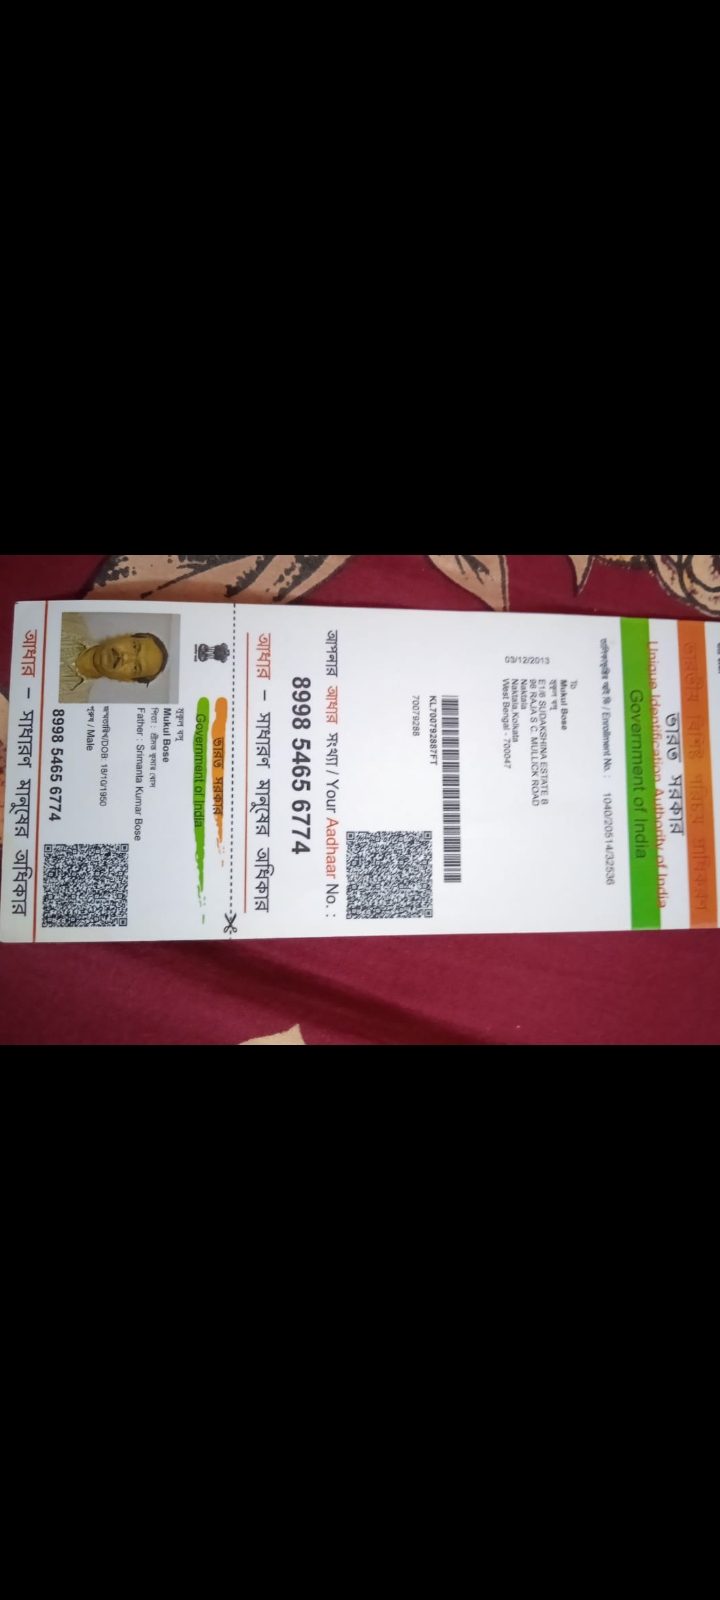 ভারতীয় বিশিষ্ট পরিচয় প্রাধিকরণ
ভারত সরকার
Unique Identification Authority of India
Government of India
তালিকাভুক্তির আই ডি / Enrollment No. : 1040/20514/32536
To
Mukul Bose
মুকুল বসু
E1/6 SUDAKSHINA ESTATE B
98 RAJA S C. MULLICK ROAD
Naktala
Naktala,Kolkata
West Bengal - 700047
03/12/2013
KL700792887FT
70079288
আপনার আধার সংখ্যা / Your Aadhaar No. :
8998 5465 6774
আধার – সাধারণ মানুষের অধিকার
ভারত সরকার
Government of India
মুকুল বসু
Mukul Bose
Father : Srimanta Kumar Bose
জন্মতারিখ/DOB: 18/10/1950
পুরুষ / Male
8998 5465 6774
আধার – সাধারণ মানুষের অধিকার